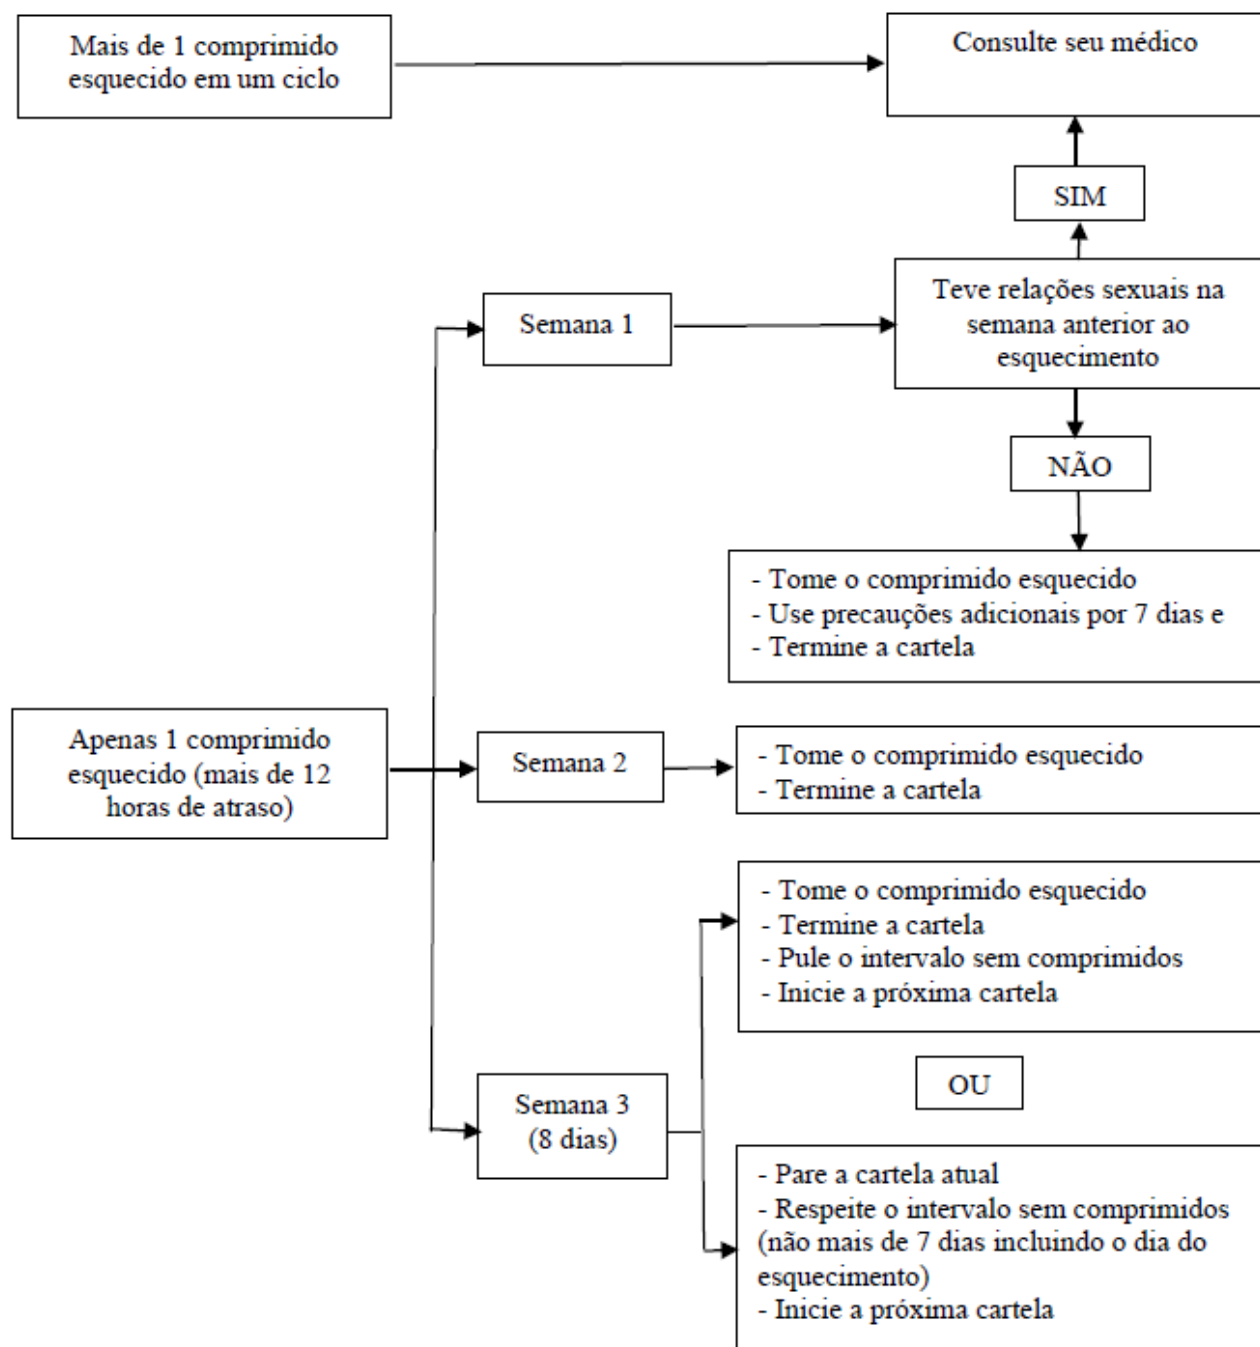 Mais de 1 comprimido
esquecido em um ciclo
Consulte seu médico
SIM
Teve relações sexuais na
semana anterior ao
esquecimento
Semana 1
NÃO
- Tome o comprimido esquecido
- Use precauções adicionais por 7 dias e
- Termine a cartela
Apenas 1 comprimido
esquecido (mais de 12
horas de atraso)
Semana 2
- Tome o comprimido esquecido
- Termine a cartela
- Tome o comprimido esquecido
- Termine a cartela
- Pule o intervalo sem comprimidos
- Inicie a próxima cartela
OU
Semana 3
(8 dias)
- Pare a cartela atual
- Respeite o intervalo sem comprimidos
(não mais de 7 dias incluindo o dia do
esquecimento)
- Inicie a próxima cartela